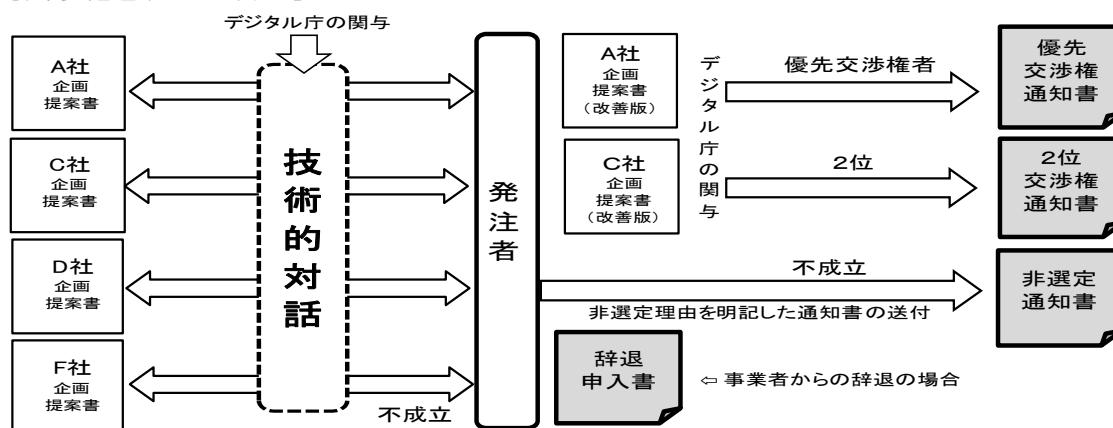 デジタル庁の関与
A社
企画
提案書
C社
企画
提案書
D社
企画
提案書
F社
企画
提案書
技術的対話
不成立
発注者
A社
企画
提案書
(改善版)
C社
企画
提案書
(改善版)
デジタル庁の関与
優先交渉権者
2位
不成立
非選定理由を明記した通知書の送付
辞退
申入書
⇦ 事業者からの辞退の場合
優先
交渉権
通知書
2位
交渉権
通知書
非選定
通知書